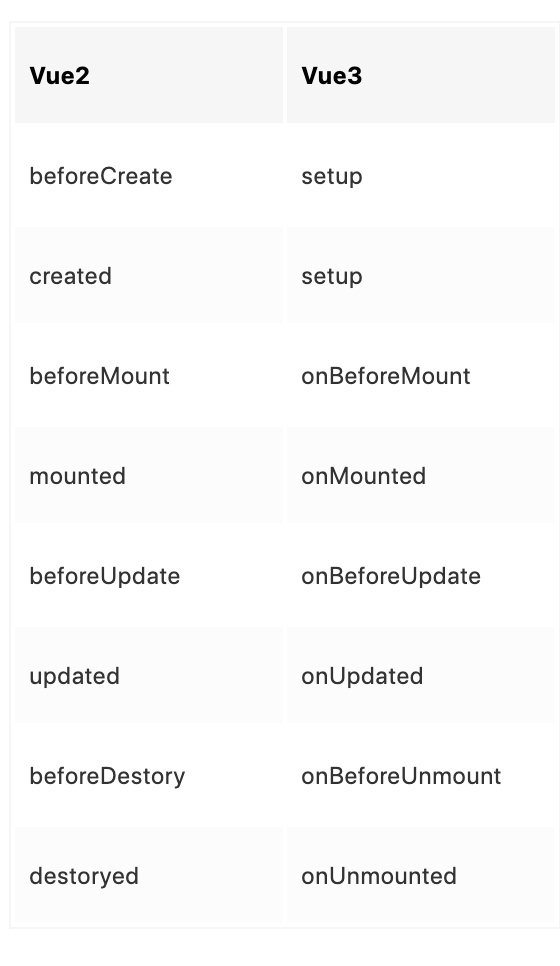 Vue2 Vue3
beforeCreate setup
created setup
beforeMount onBeforeMount
mounted onMounted
beforeUpdate onBeforeUpdate
updated onUpdated
beforeDestory onBeforeUnmount
destoryed onUnmounted